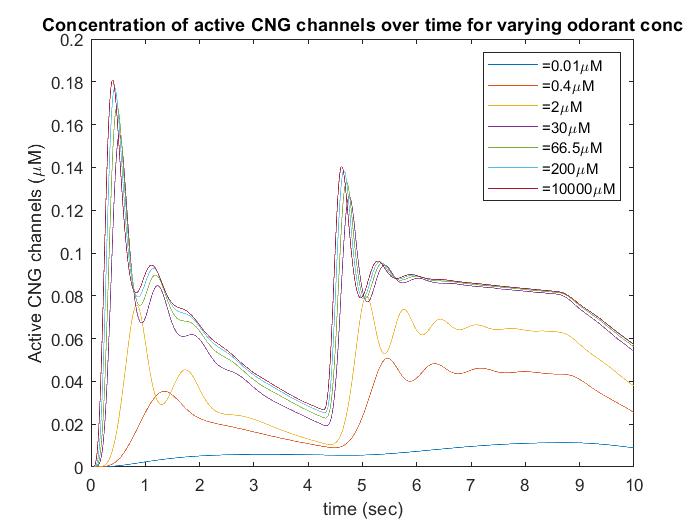 Concentration of active CNG channels over time for varying odorant conc
0.2
0.18
0.16
0.14
0.12
0.1
0.08
0.06
0.04
0.02
0
Active CNG channels (μM)
=0.01μM
=0.4μM
=2μM
=30μM
=66.5μM
=200μM
=10000μM
0 1 2 3 4 5 6 7 8 9 10
time (sec)